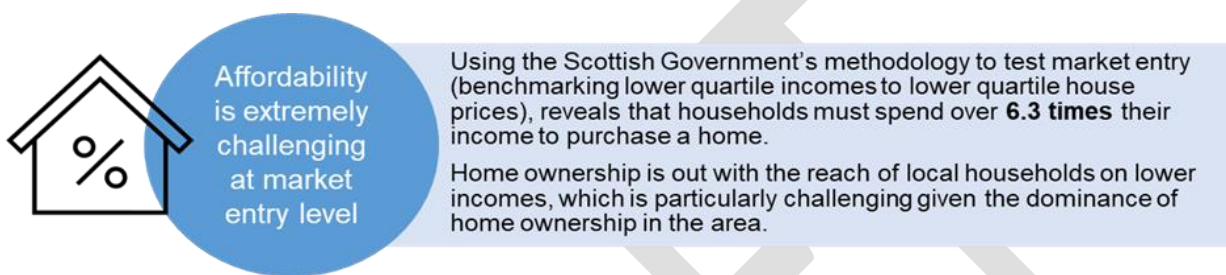 Affordability
is extremely
challenging
at market
entry level
Using the Scottish Government's methodology to test market entry
(benchmarking lower quartile incomes to lower quartile house
prices), reveals that households must spend over 6.3 times their
income to purchase a home.
Home ownership is out with the reach of local households on lower
incomes, which is particularly challenging given the dominance of
home ownership in the area.
%